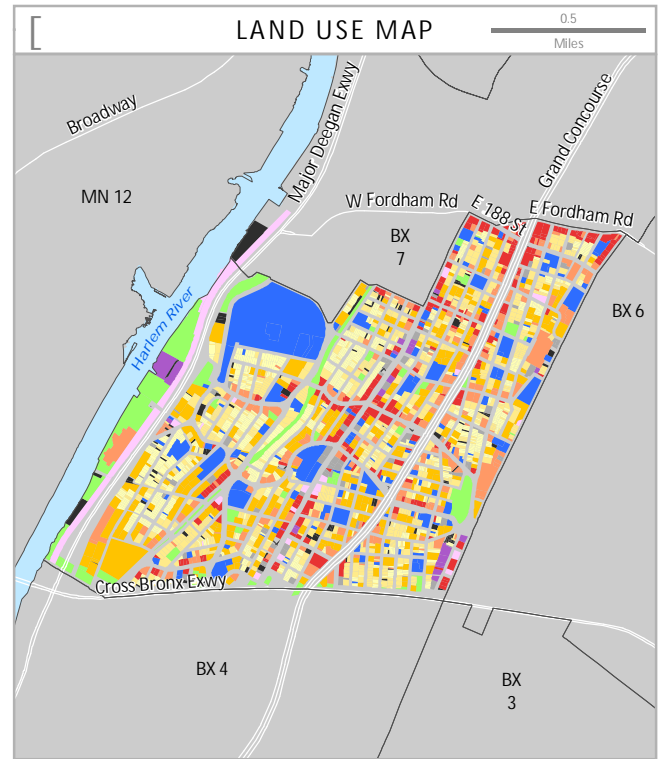 [
LAND USE MAP
0.5
Miles
Broadway
Major Deegan Exwy
Grand Concourse
MN 12
W Fordham Rd
E 188 St
E Fordham Rd
BX
7
BX 6
Harlem River
Cross Bronx Exwy
BX 4
BX
3